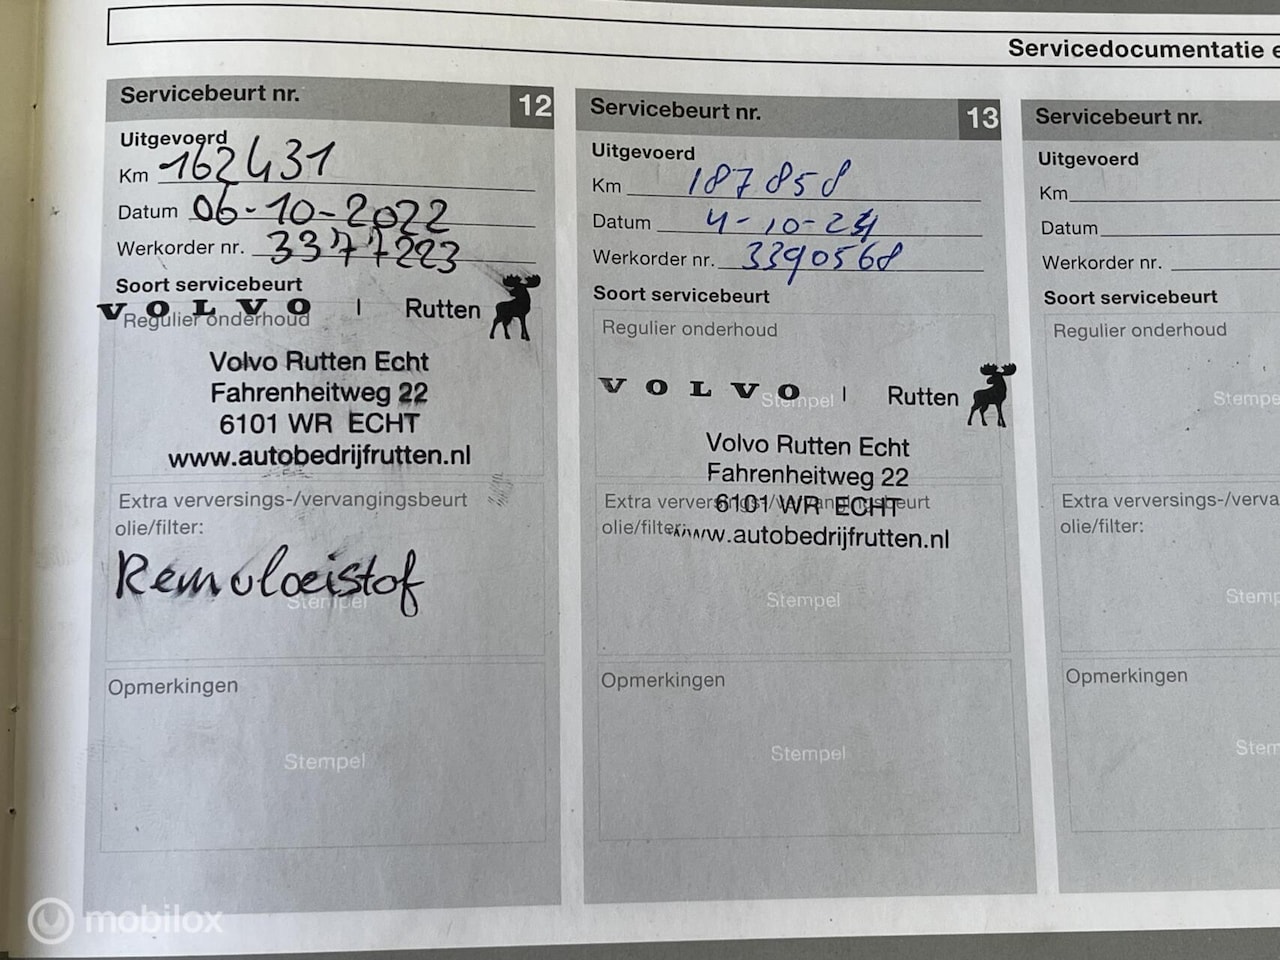 Servicedocumentatie e
Servicebeurt nr. 12
Uitgevoerd
Km 162431
Datum 06-10-2022
Werkorder nr. 3377223
Soort servicebeurt
VOLVO | Rutten
Regulier onderhoud
Volvo Rutten Echt
Fahrenheitweg 22
6101 WR ECHT
www.autobedrijfrutten.nl
Extra verversings-/vervangingsbeurt
olie/filter:
Remvloeistof
Stempel
Opmerkingen
Stempel
Servicebeurt nr. 13
Uitgevoerd
Km 187858
Datum 4-10-24
Werkorder nr. 3390568
Soort servicebeurt
Regulier onderhoud
VOLVO | Rutten
Stempel
Volvo Rutten Echt
Fahrenheitweg 22
6101 WR ECHT
Extra verversings-/vervangingsbeurt
olie/filter:
www.autobedrijfrutten.nl
Stempel
Opmerkingen
Stempel
Servicebeurt nr.
Uitgevoerd
Km
Datum
Werkorder nr.
Soort servicebeurt
Regulier onderhoud
Stempe
Extra verversings-/verva
olie/filter:
Stemp
Opmerkingen
Stem
mobilox